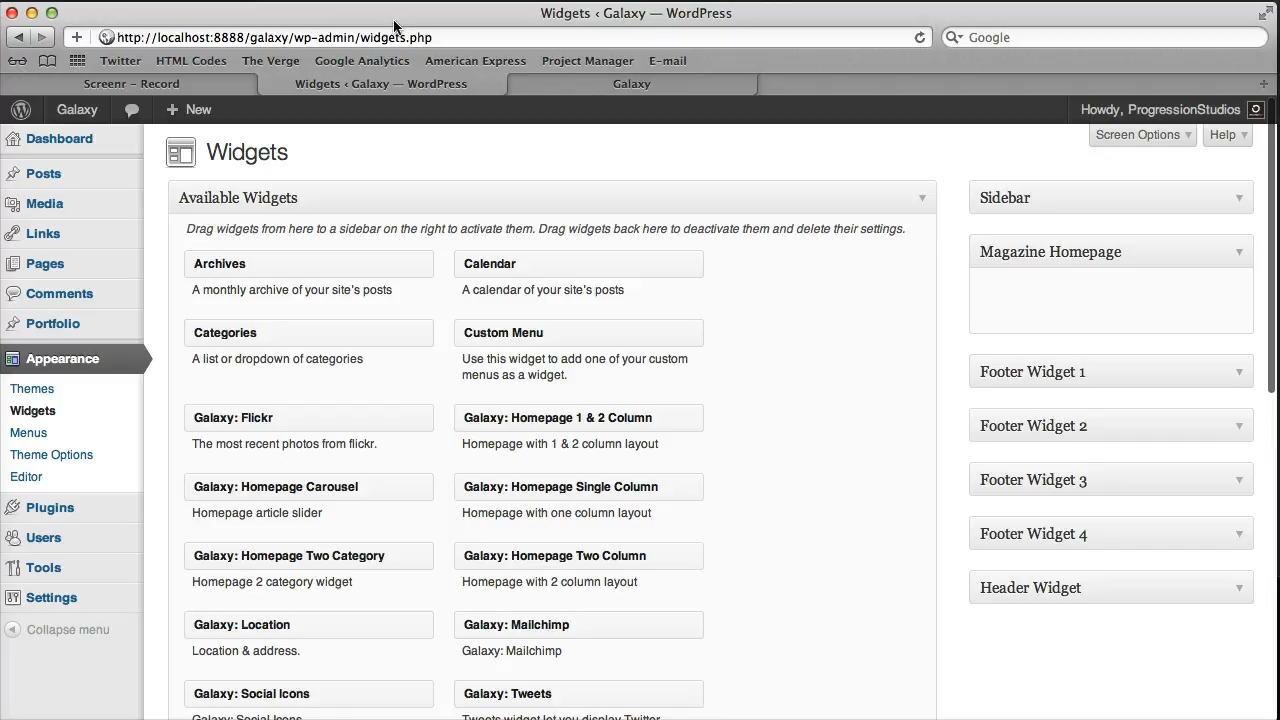 Widgets ‹ Galaxy — WordPress
http://localhost:8888/galaxy/wp-admin/widgets.php
Google
Twitter HTML Codes The Verge Google Analytics American Express Project Manager E-mail
Screenr – Record Widgets ‹ Galaxy — WordPress Galaxy
Galaxy New Howdy, ProgressionStudios
Screen Options Help
Dashboard
Posts
Media
Links
Pages
Comments
Portfolio
Appearance
Themes
Widgets
Menus
Theme Options
Editor
Plugins
Users
Tools
Settings
Collapse menu
Widgets
Available Widgets
Drag widgets from here to a sidebar on the right to activate them. Drag widgets back here to deactivate them and delete their settings.
Archives
A monthly archive of your site's posts
Calendar
A calendar of your site's posts
Categories
A list or dropdown of categories
Custom Menu
Use this widget to add one of your custom
menus as a widget.
Galaxy: Flickr
The most recent photos from flickr.
Galaxy: Homepage 1 & 2 Column
Homepage with 1 & 2 column layout
Galaxy: Homepage Carousel
Homepage article slider
Galaxy: Homepage Single Column
Homepage with one column layout
Galaxy: Homepage Two Category
Homepage 2 category widget
Galaxy: Homepage Two Column
Homepage with 2 column layout
Galaxy: Location
Location & address.
Galaxy: Mailchimp
Galaxy: Mailchimp
Galaxy: Social Icons
Galaxy: Social Icons
Galaxy: Tweets
Tweets widget let you display Twitter
Sidebar
Magazine Homepage
Footer Widget 1
Footer Widget 2
Footer Widget 3
Footer Widget 4
Header Widget